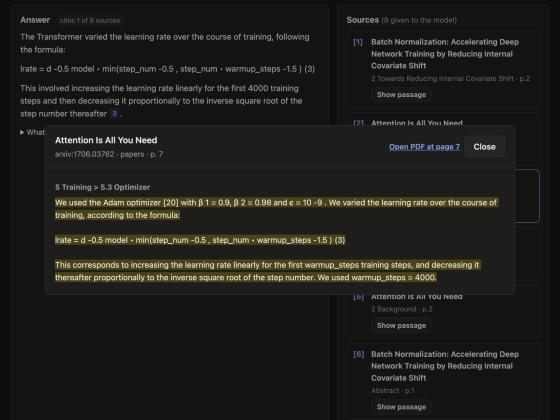 Answer cites 1 of 8 sources
The Transformer varied the learning rate over the course of training, following
the formula:
lrate = d −0.5 model • min(step_num −0.5 , step_num • warmup_steps −1.5 ) (3)
This involved increasing the learning rate linearly for the first 4000 training
steps and then decreasing it proportionally to the inverse square root of the
step number thereafter 3 .
▸ What
Sources (8 given to the model)
[1] Batch Normalization: Accelerating Deep
Network Training by Reducing Internal
Covariate Shift
2 Towards Reducing Internal Covariate Shift · p.2
Show passage
[2] Attention Is All You Need
Attention Is All You Need
arxiv:1706.03762 · papers · p. 7
Open PDF at page 7
Close
5 Training > 5.3 Optimizer
We used the Adam optimizer [20] with β 1 = 0.9, β 2 = 0.98 and ϵ = 10 −9 . We varied the learning rate over the course of
training, according to the formula:
lrate = d −0.5 model • min(step_num −0.5 , step_num • warmup_steps −1.5 ) (3)
This corresponds to increasing the learning rate linearly for the first warmup_steps training steps, and decreasing it
thereafter proportionally to the inverse square root of the step number. We used warmup_steps = 4000.
Attention Is All You Need
2 Background · p.2
Show passage
[6] Batch Normalization: Accelerating Deep
Network Training by Reducing Internal
Covariate Shift
Abstract · p.1
Show passage